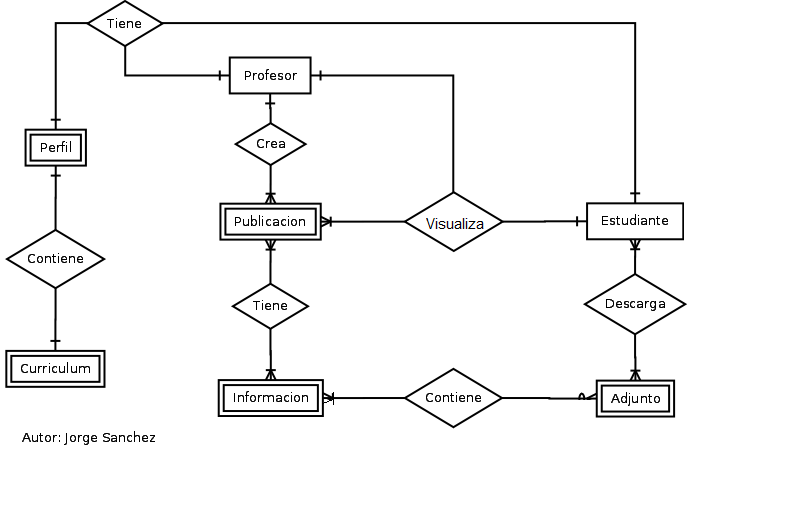 Tiene
Profesor
Perfil
Crea
Publicacion
Visualiza
Estudiante
Contiene
Tiene
Descarga
Curriculum
Informacion
Contiene
Adjunto
Autor: Jorge Sanchez